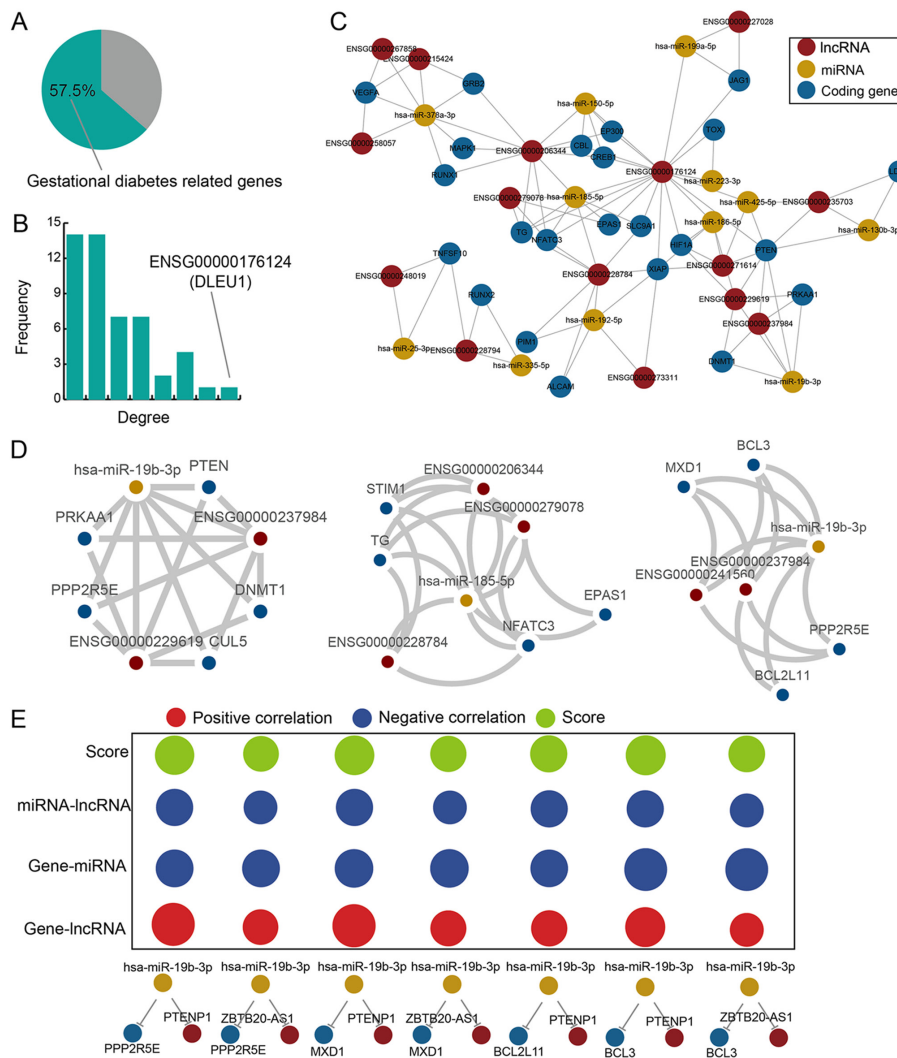 A
57.5%
Gestational diabetes related genes
B
15
12
9
6
3
0
Frequency
Degree
ENSG00000176124
(DLEU1)
C
lncRNA
miRNA
Coding gene
ENSG00000227028
hsa-miR-199a-5p
JAG1
ENSG00000267858
ENSG00000215424
VEGFA
GRB2
hsa-miR-378a-3p
ENSG00000258057
MAPK1
RUNX1
hsa-miR-150-5p
EP300
CBL
CREB1
ENSG00000206344
ENSG00000176124
TOX
hsa-miR-223-3p
ENSG00000279078
hsa-miR-185-5p
hsa-miR-425-5p
ENSG00000235703
hsa-miR-186-5p
TG
NFATC3
EPAS1
SLC9A1
HIF1A
PTEN
hsa-miR-130b-3p
TNFSF10
ENSG00000248019
ENSG00000228784
XIAP
ENSG00000271614
RUNX2
ENSG00000229619
PRKAA1
hsa-miR-192-5p
ENSG00000237984
hsa-miR-25-3p
ENSG00000228794
PIM1
hsa-miR-335-5p
DNMT1
ALCAM
ENSG00000273311
hsa-miR-19b-3p
D
hsa-miR-19b-3p
PTEN
PRKAA1
ENSG00000237984
PPP2R5E
DNMT1
ENSG00000229619
CUL5
ENSG00000206344
STIM1
ENSG00000279078
TG
hsa-miR-185-5p
EPAS1
NFATC3
ENSG00000228784
BCL3
MXD1
hsa-miR-19b-3p
ENSG00000237984
ENSG00000241560
PPP2R5E
BCL2L11
E
Positive correlation
Negative correlation
Score
Score
miRNA-lncRNA
Gene-miRNA
Gene-lncRNA
hsa-miR-19b-3p
PTENP1
PPP2R5E
hsa-miR-19b-3p
ZBTB20-AS1
PPP2R5E
hsa-miR-19b-3p
PTENP1
MXD1
hsa-miR-19b-3p
ZBTB20-AS1
MXD1
hsa-miR-19b-3p
PTENP1
BCL2L11
hsa-miR-19b-3p
PTENP1
BCL3
hsa-miR-19b-3p
ZBTB20-AS1
BCL3